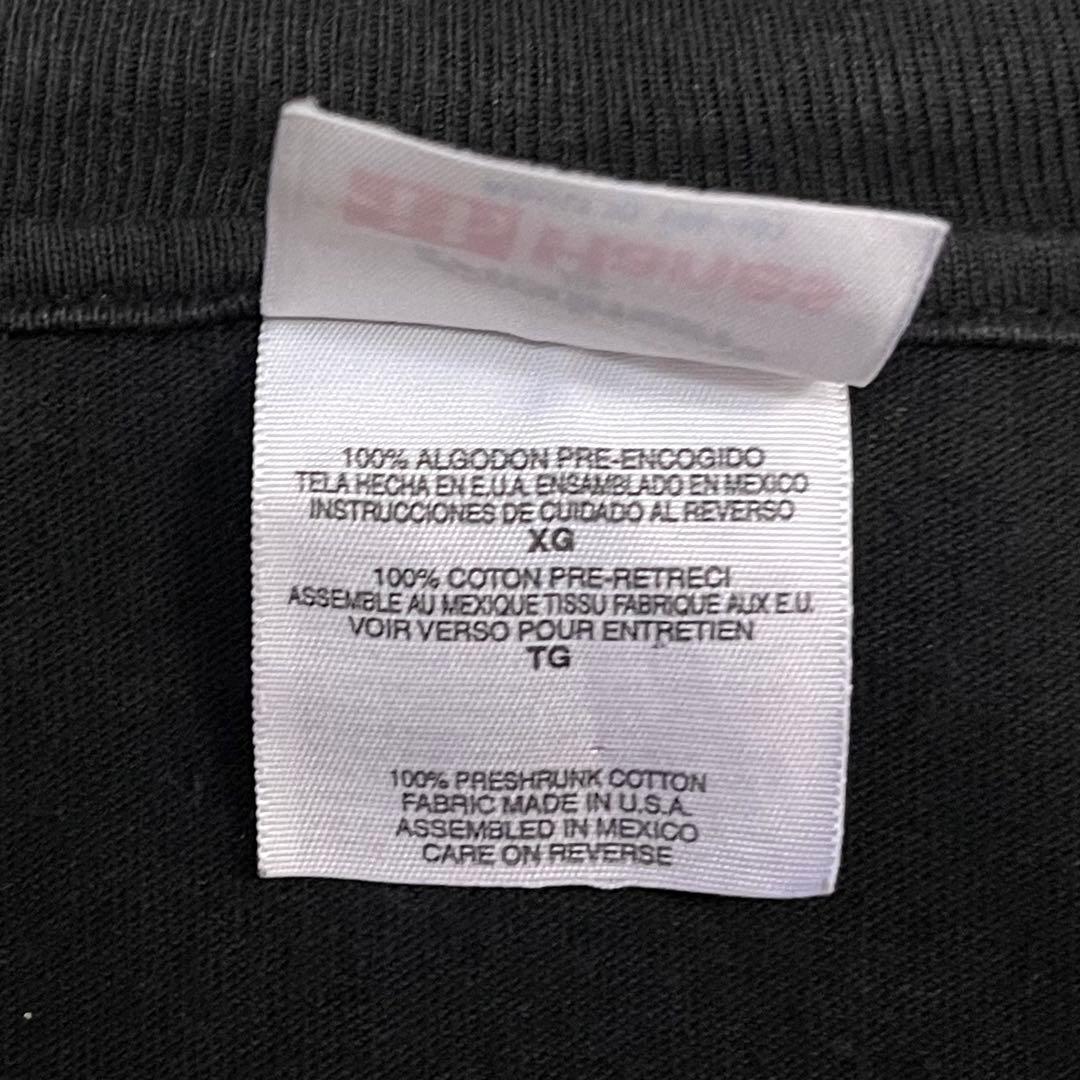 Hanes
100% ALGODON PRE-ENCOGIDO
TELA HECHA EN E.U.A. ENSAMBLADO EN MEXICO
INSTRUCCIONES DE CUIDADO AL REVERSO
XG
100% COTON PRE-RETRECI
ASSEMBLE AU MEXIQUE TISSU FABRIQUE AUX E.U.
VOIR VERSO POUR ENTRETIEN
TG
100% PRESHRUNK COTTON
FABRIC MADE IN U.S.A.
ASSEMBLED IN MEXICO
CARE ON REVERSE